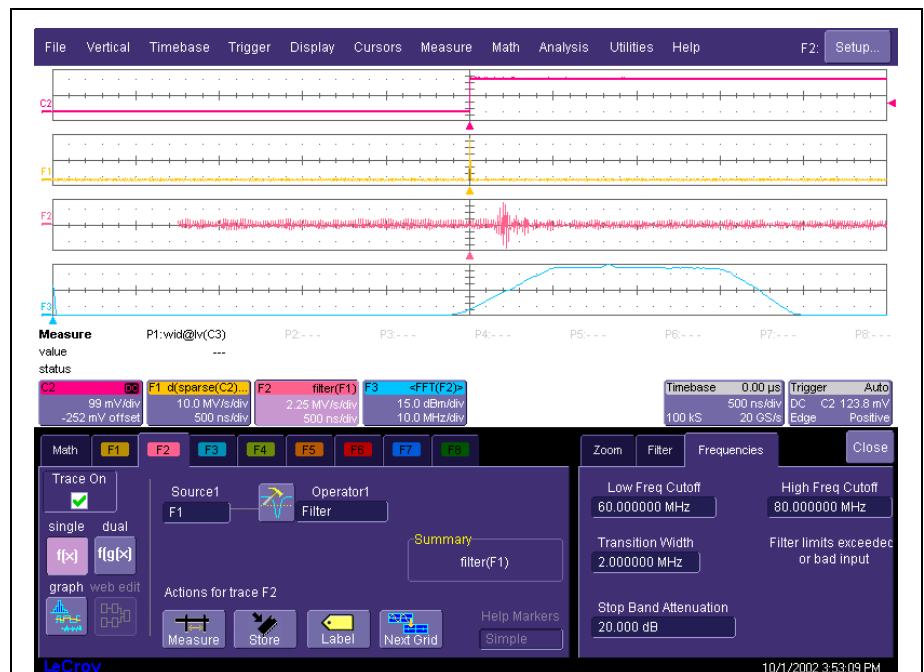 File Vertical Timebase Trigger Display Cursors Measure Math Analysis Utilities Help F2: Setup...
C2
F1
F2
F3
Measure P1:wid@lv(C3) P2:- - - P3:- - - P4:- - - P5:- - - P6:- - - P7:- - - P8:- - -
value ---
status
C2 DC F1 d(sparse(C2)... F2 filter(F1) F3 <FFT(F2)> Timebase 0.00 µs Trigger Auto
99 mV/div 10.0 MV/s/div 2.25 MV/s/div 15.0 dBm/div 500 ns/div DC C2 123.8 mV
-252 mV offset 500 ns/div 500 ns/div 10.0 MHz/div 100 kS 20 GS/s Edge Positive
Math F1 F2 F3 F4 F5 F6 F7 F8 Zoom Filter Frequencies Close
Trace On
Source1 Operator1
F1 Filter
single dual
f(x) f(g(x))
graph web edit
Summary
filter(F1)
Actions for trace F2
Measure Store Label Next Grid
Help Markers
Simple
Low Freq Cutoff High Freq Cutoff
60.000000 MHz 80.000000 MHz
Transition Width Filter limits exceeded
2.000000 MHz or bad input
Stop Band Attenuation
20.000 dB
LeCroy 10/1/2002 3:53:09 PM